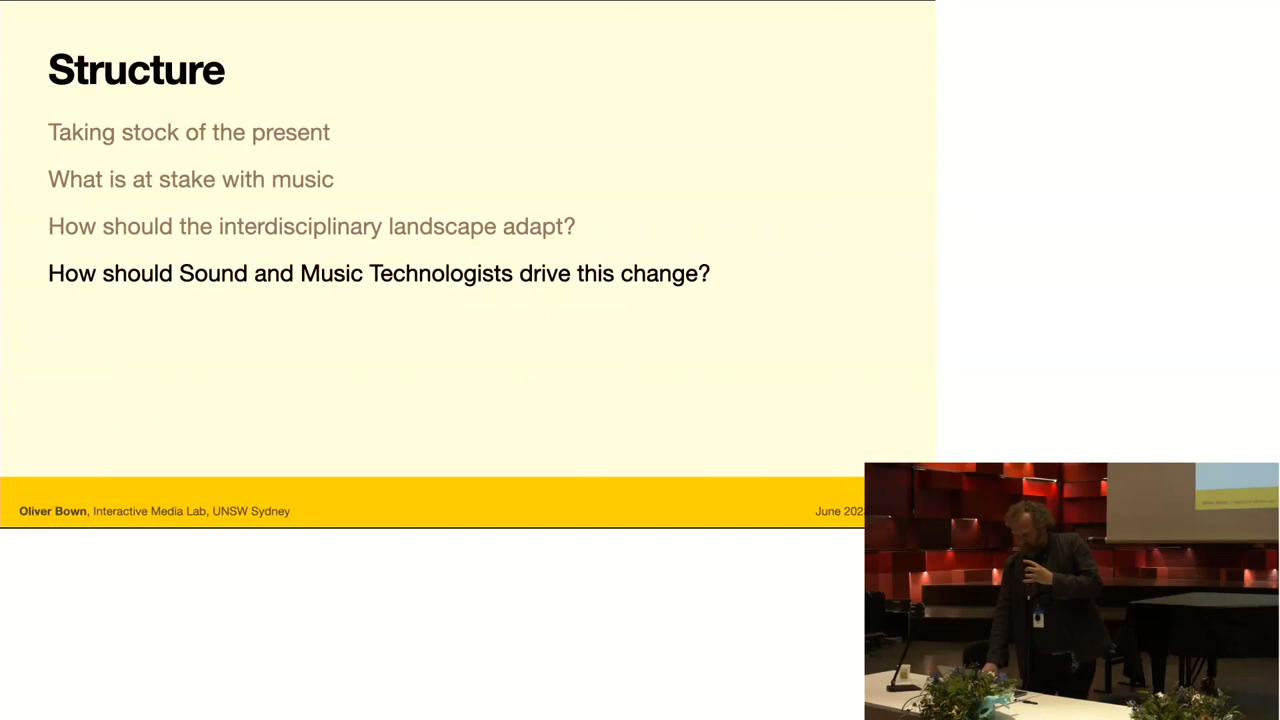 Structure
Taking stock of the present
What is at stake with music
How should the interdisciplinary landscape adapt?
How should Sound and Music Technologists drive this change?
Oliver Bown, Interactive Media Lab, UNSW Sydney
June